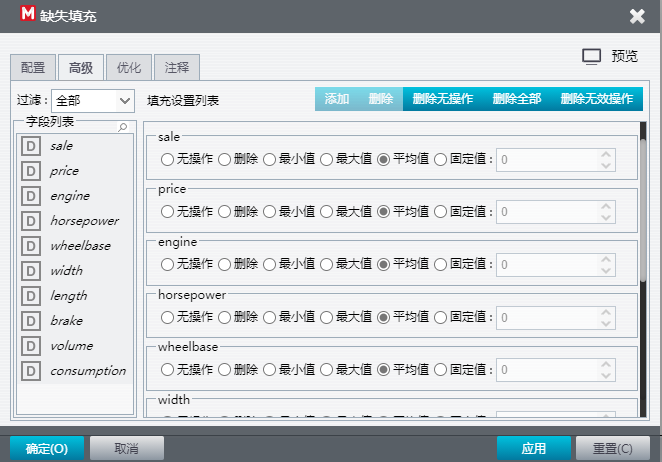 M 缺失填充
预览
配置 高级 优化 注释
过滤： 全部 填充设置列表 添加 删除 删除无操作 删除全部 删除无效操作
字段列表
D sale
D price
D engine
D horsepower
D wheelbase
D width
D length
D brake
D volume
D consumption
sale
无操作 删除 最小值 最大值 平均值 固定值： 0
price
无操作 删除 最小值 最大值 平均值 固定值： 0
engine
无操作 删除 最小值 最大值 平均值 固定值： 0
horsepower
无操作 删除 最小值 最大值 平均值 固定值： 0
wheelbase
无操作 删除 最小值 最大值 平均值 固定值： 0
width
确定(O) 取消 应用 重置(C)